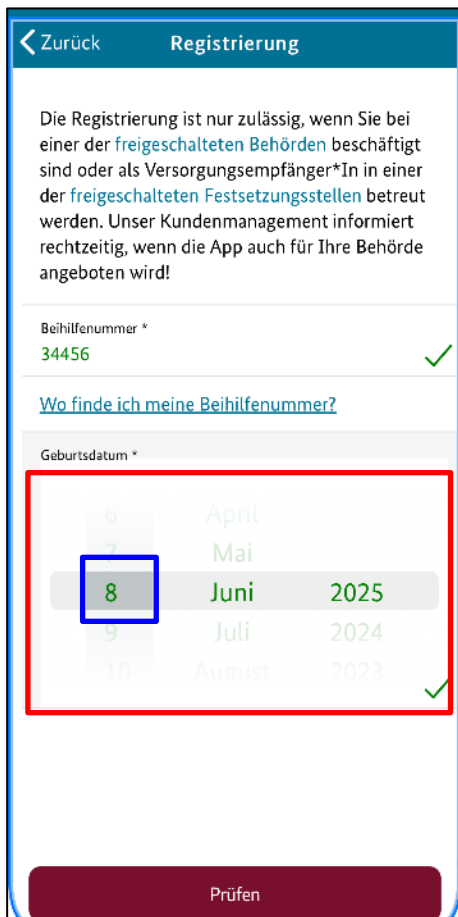 Zurück Registrierung
Die Registrierung ist nur zulässig, wenn Sie bei
einer der freigeschalteten Behörden beschäftigt
sind oder als Versorgungsempfänger*In in einer
der freigeschalteten Festsetzungsstellen betreut
werden. Unser Kundenmanagement informiert
rechtzeitig, wenn die App auch für Ihre Behörde
angeboten wird!
Beihilfenummer *
34456
Wo finde ich meine Beihilfenummer?
Geburtsdatum *
6 April
7 Mai
8 Juni 2025
9 Juli 2024
10 August 2023
Prüfen